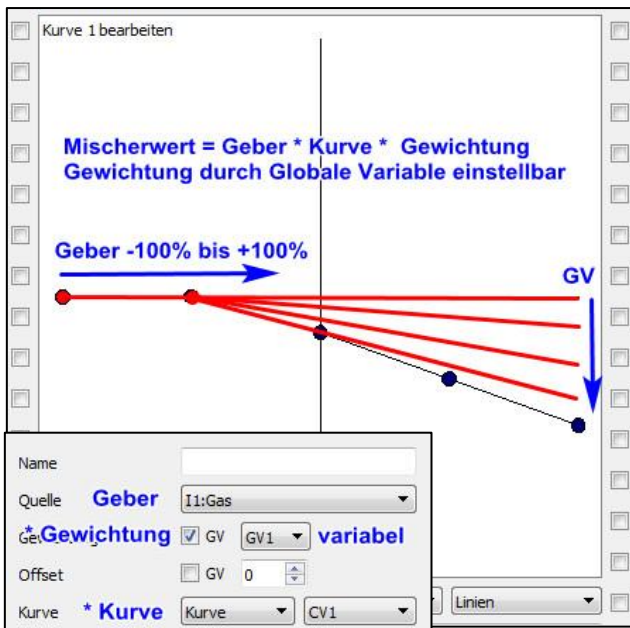 Kurve 1 bearbeiten
Mischerwert = Geber * Kurve * Gewichtung
Gewichtung durch Globale Variable einstellbar
Geber -100% bis +100%
GV
Name
Quelle Geber I1:Gas
* Gewichtung GV GV1 variabel
Offset GV 0
Kurve * Kurve Kurve CV1
Linien